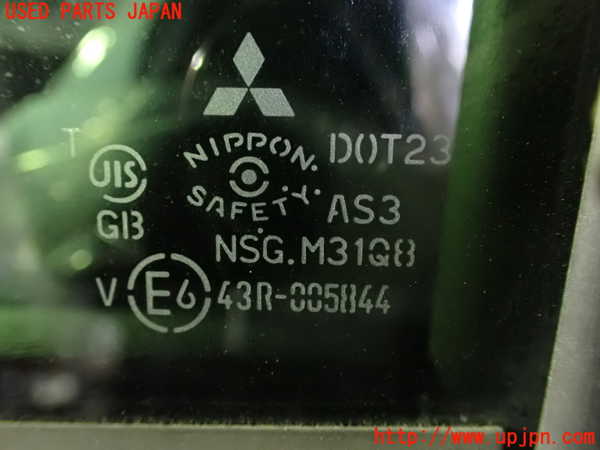 USED PARTS JAPAN
NIPPON. DOT23
T
JIS
SAFETY. AS3
GB
NSG.M31Q8
V E6 43R-005844
http://www.upjpn.com/